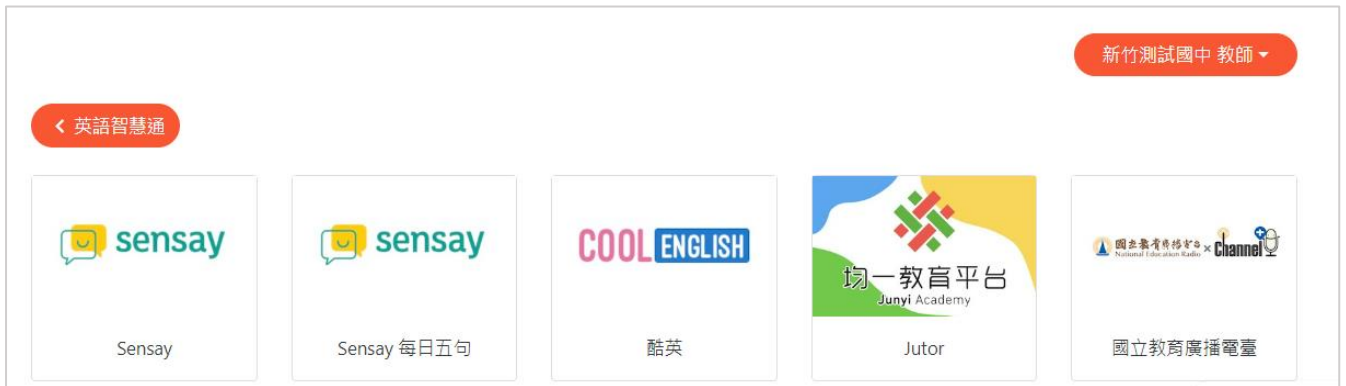 新竹測試國中 教師
英語智慧通
sensay
sensay
COOL ENGLISH
均一教育平台
Junyi Academy
國立教育廣播電台 × Channel+
National Education Radio
Sensay
Sensay 每日五句
酷英
Jutor
國立教育廣播電臺